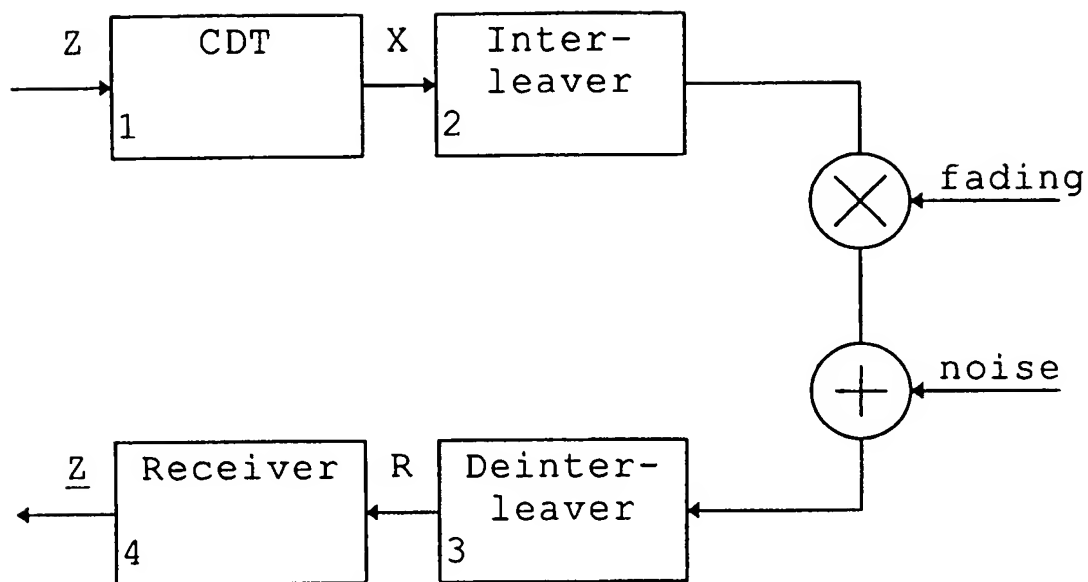 Z
CDT
1
X
Inter-
leaver
2
fading
noise
Z
Receiver
4
R
Deinter-
leaver
3